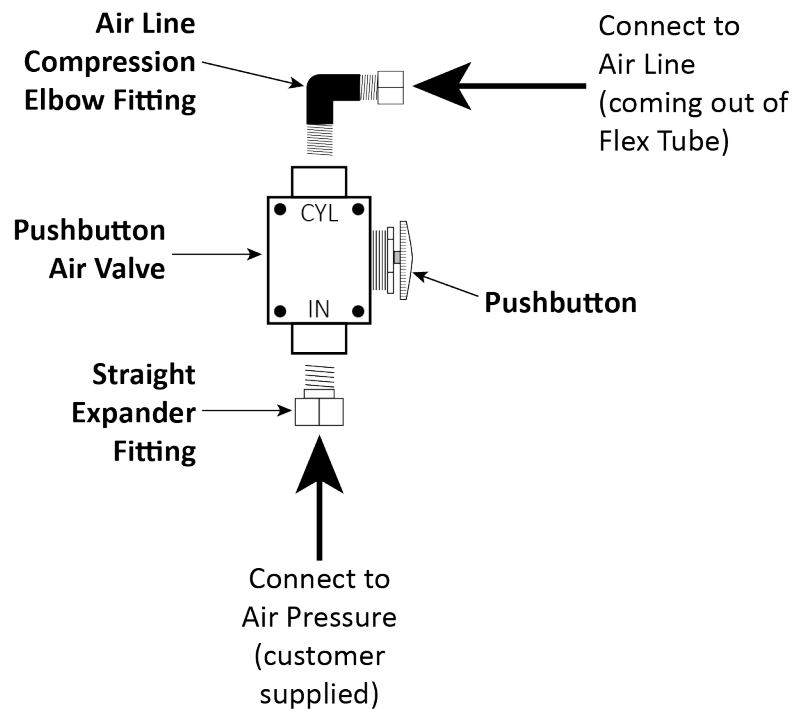 Air Line
Compression
Elbow Fitting
Connect to
Air Line
(coming out of
Flex Tube)
CYL
Pushbutton
Air Valve
Pushbutton
IN
Straight
Expander
Fitting
Connect to
Air Pressure
(customer
supplied)